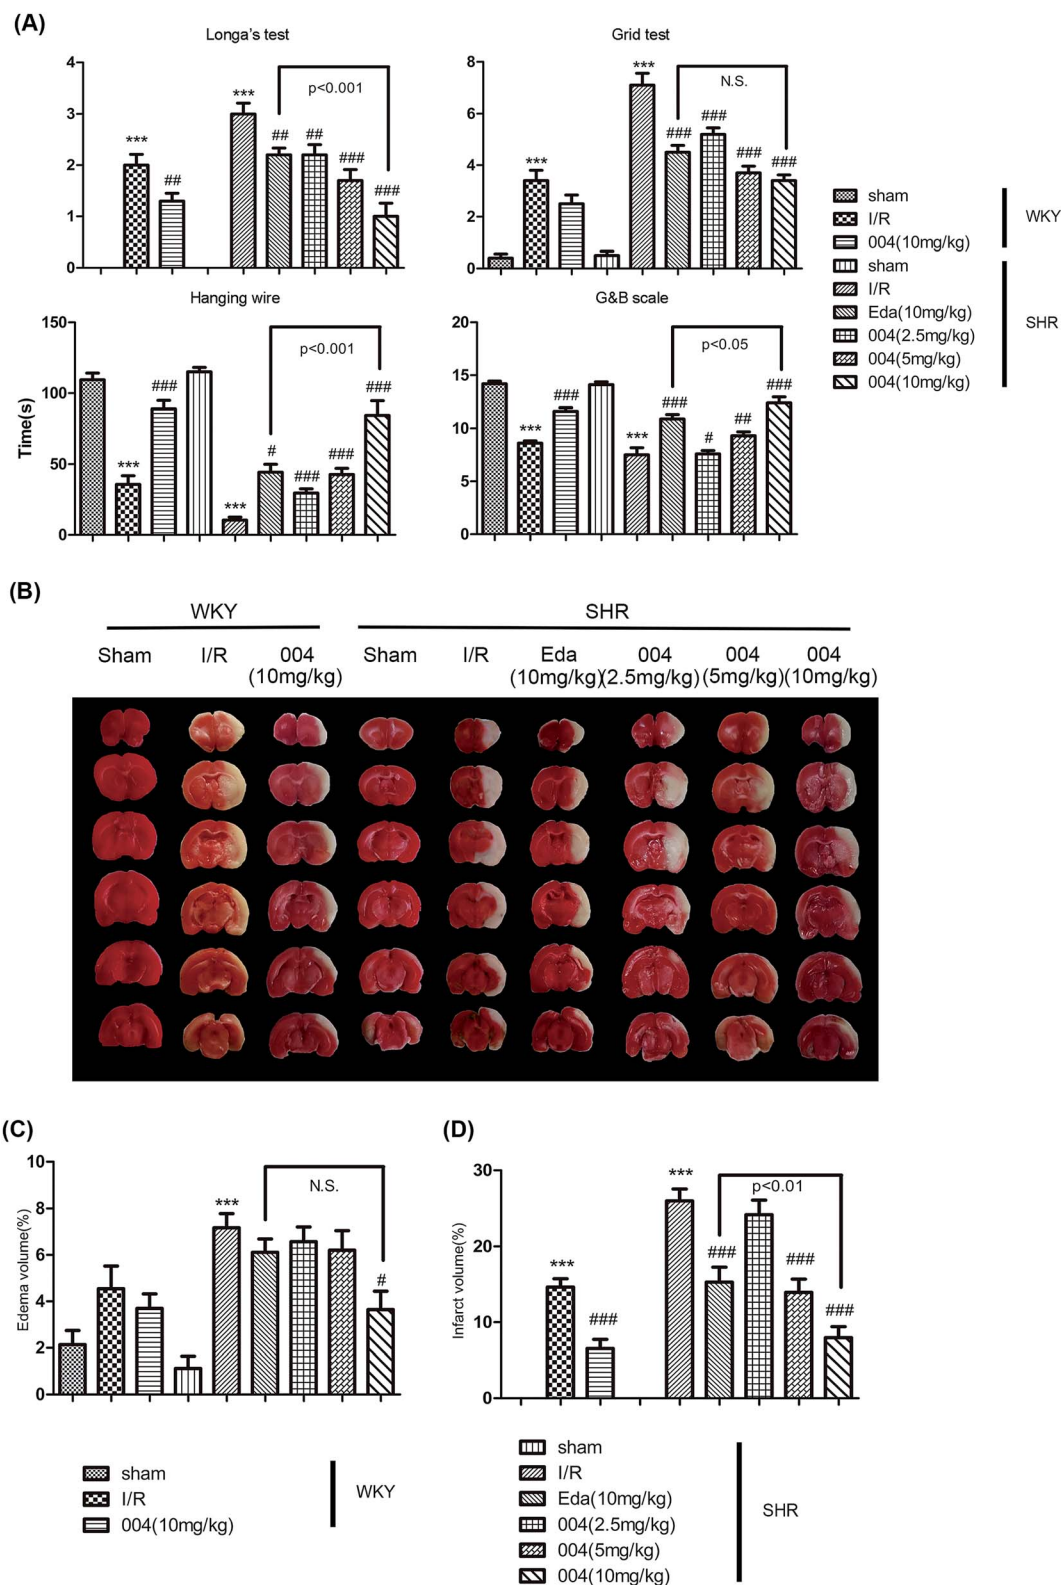 (A)
Longa's test
Grid test
4
3
2
1
0
***
##
***
##
##
###
###
p<0.001
8
6
4
2
0
***
***
###
###
###
###
N.S.
sham
I/R
004(10mg/kg)
WKY
sham
I/R
Eda(10mg/kg)
004(2.5mg/kg)
004(5mg/kg)
004(10mg/kg)
SHR
Hanging wire
G&B scale
Time(s)
150
100
50
0
***
###
***
#
###
###
###
p<0.001
20
15
10
5
0
***
###
***
###
#
##
###
p<0.05
(B)
WKY
SHR
Sham I/R 004 Sham I/R Eda 004 004 004
(10mg/kg) (10mg/kg)(2.5mg/kg)(5mg/kg)(10mg/kg)
(C)
Edema volume(%)
10
8
6
4
2
0
***
#
N.S.
(D)
Infarct volume(%)
30
20
10
0
***
###
***
###
###
###
p<0.01
sham
I/R
004(10mg/kg)
WKY
sham
I/R
Eda(10mg/kg)
004(2.5mg/kg)
004(5mg/kg)
004(10mg/kg)
SHR